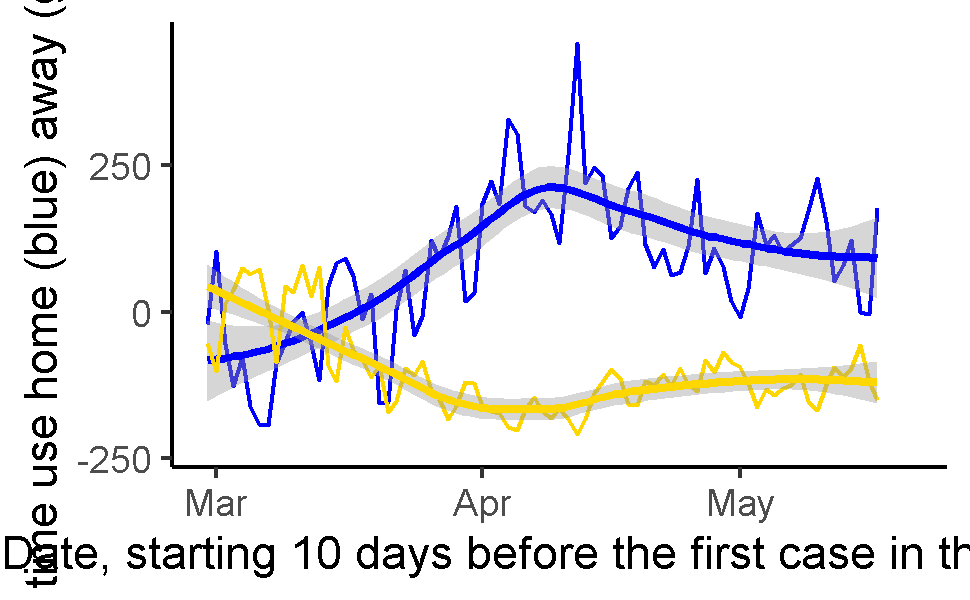 time use home (blue) away (
250
0
-250
Mar Apr May
Date, starting 10 days before the first case in th